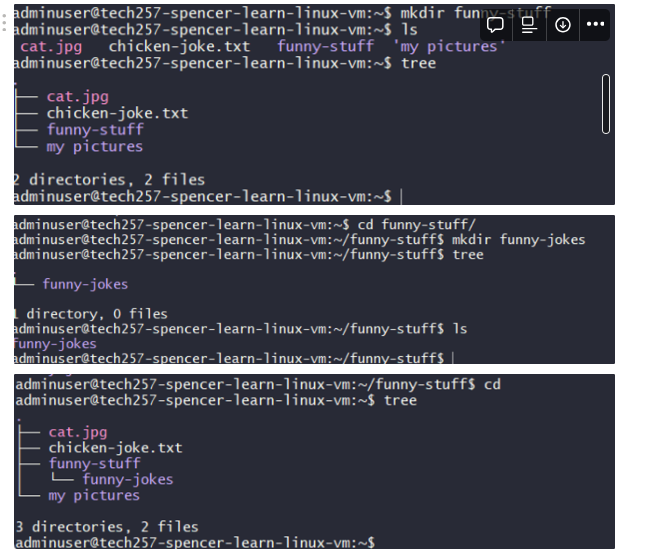 adminuser@tech257-spencer-learn-linux-vm:~$ mkdir funny-stuff
adminuser@tech257-spencer-learn-linux-vm:~$ ls
cat.jpg   chicken-joke.txt   funny-stuff  'my pictures'
adminuser@tech257-spencer-learn-linux-vm:~$ tree
.
├── cat.jpg
├── chicken-joke.txt
├── funny-stuff
└── my pictures
2 directories, 2 files
adminuser@tech257-spencer-learn-linux-vm:~$
adminuser@tech257-spencer-learn-linux-vm:~$ cd funny-stuff/
adminuser@tech257-spencer-learn-linux-vm:~/funny-stuff$ mkdir funny-jokes
adminuser@tech257-spencer-learn-linux-vm:~/funny-stuff$ tree
.
└── funny-jokes
1 directory, 0 files
adminuser@tech257-spencer-learn-linux-vm:~/funny-stuff$ ls
funny-jokes
adminuser@tech257-spencer-learn-linux-vm:~/funny-stuff$
adminuser@tech257-spencer-learn-linux-vm:~/funny-stuff$ cd
adminuser@tech257-spencer-learn-linux-vm:~$ tree
.
├── cat.jpg
├── chicken-joke.txt
├── funny-stuff
│   └── funny-jokes
└── my pictures
3 directories, 2 files
adminuser@tech257-spencer-learn-linux-vm:~$